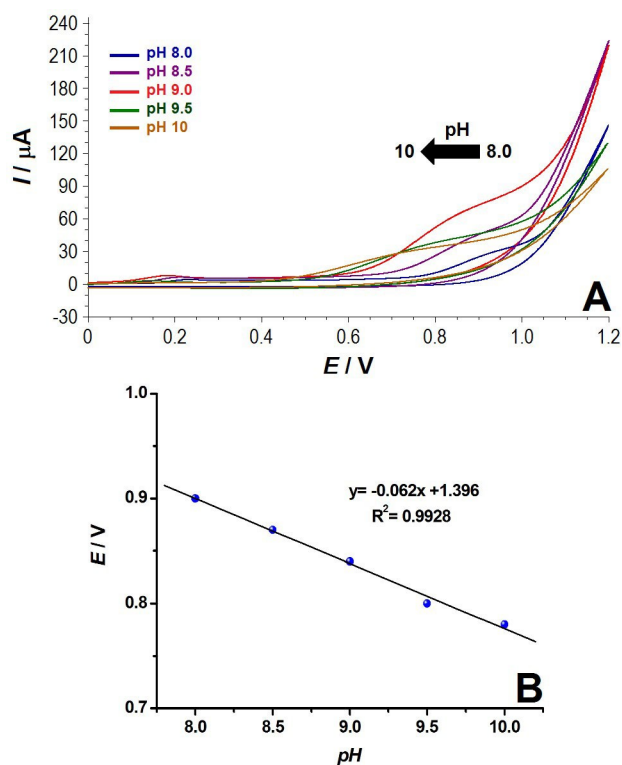 240
210
180
150
120
90
60
30
0
-30
I / μA
pH 8.0
pH 8.5
pH 9.0
pH 9.5
pH 10
pH
10 8.0
A
0 0.2 0.4 0.6 0.8 1.0 1.2
E / V
1.0
0.9
0.8
0.7
E / V
y= -0.062x +1.396
R²= 0.9928
B
8.0 8.5 9.0 9.5 10.0
pH